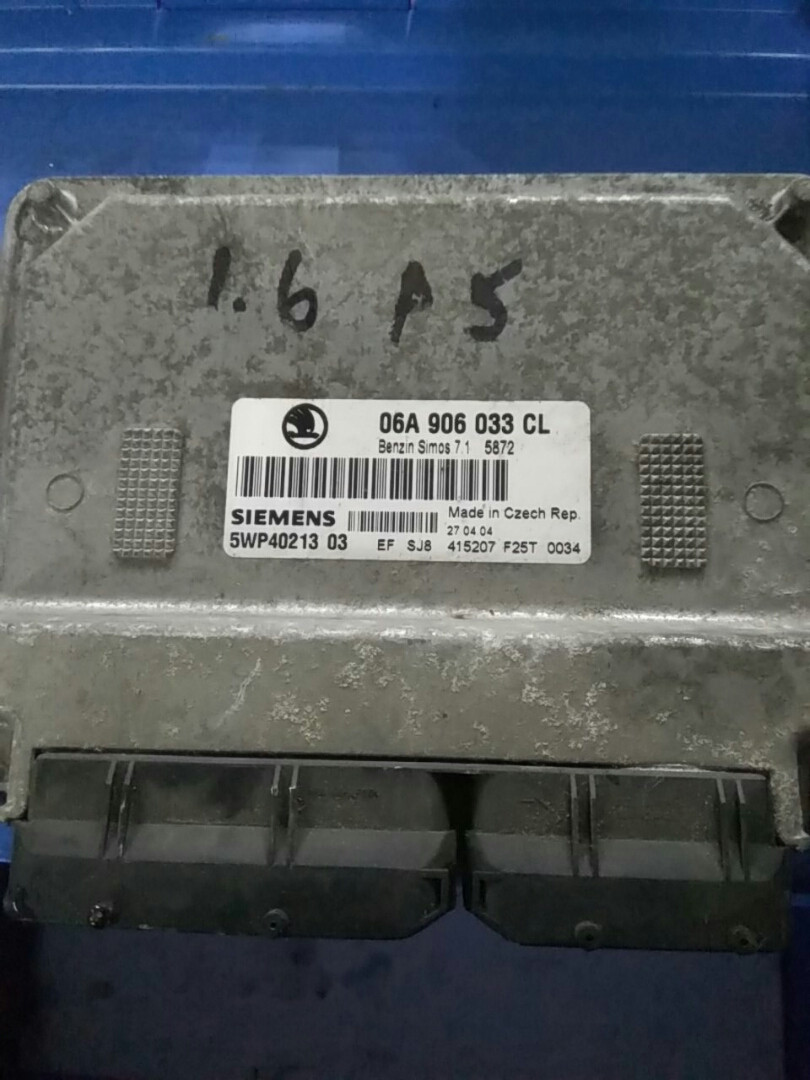 1.6 P5
06A 906 033 CL
Benzin Simos 7.1 5872
SIEMENS
Made in Czech Rep.
27 04 04
5WP40213 03 EF SJ8 415207 F25T 0034